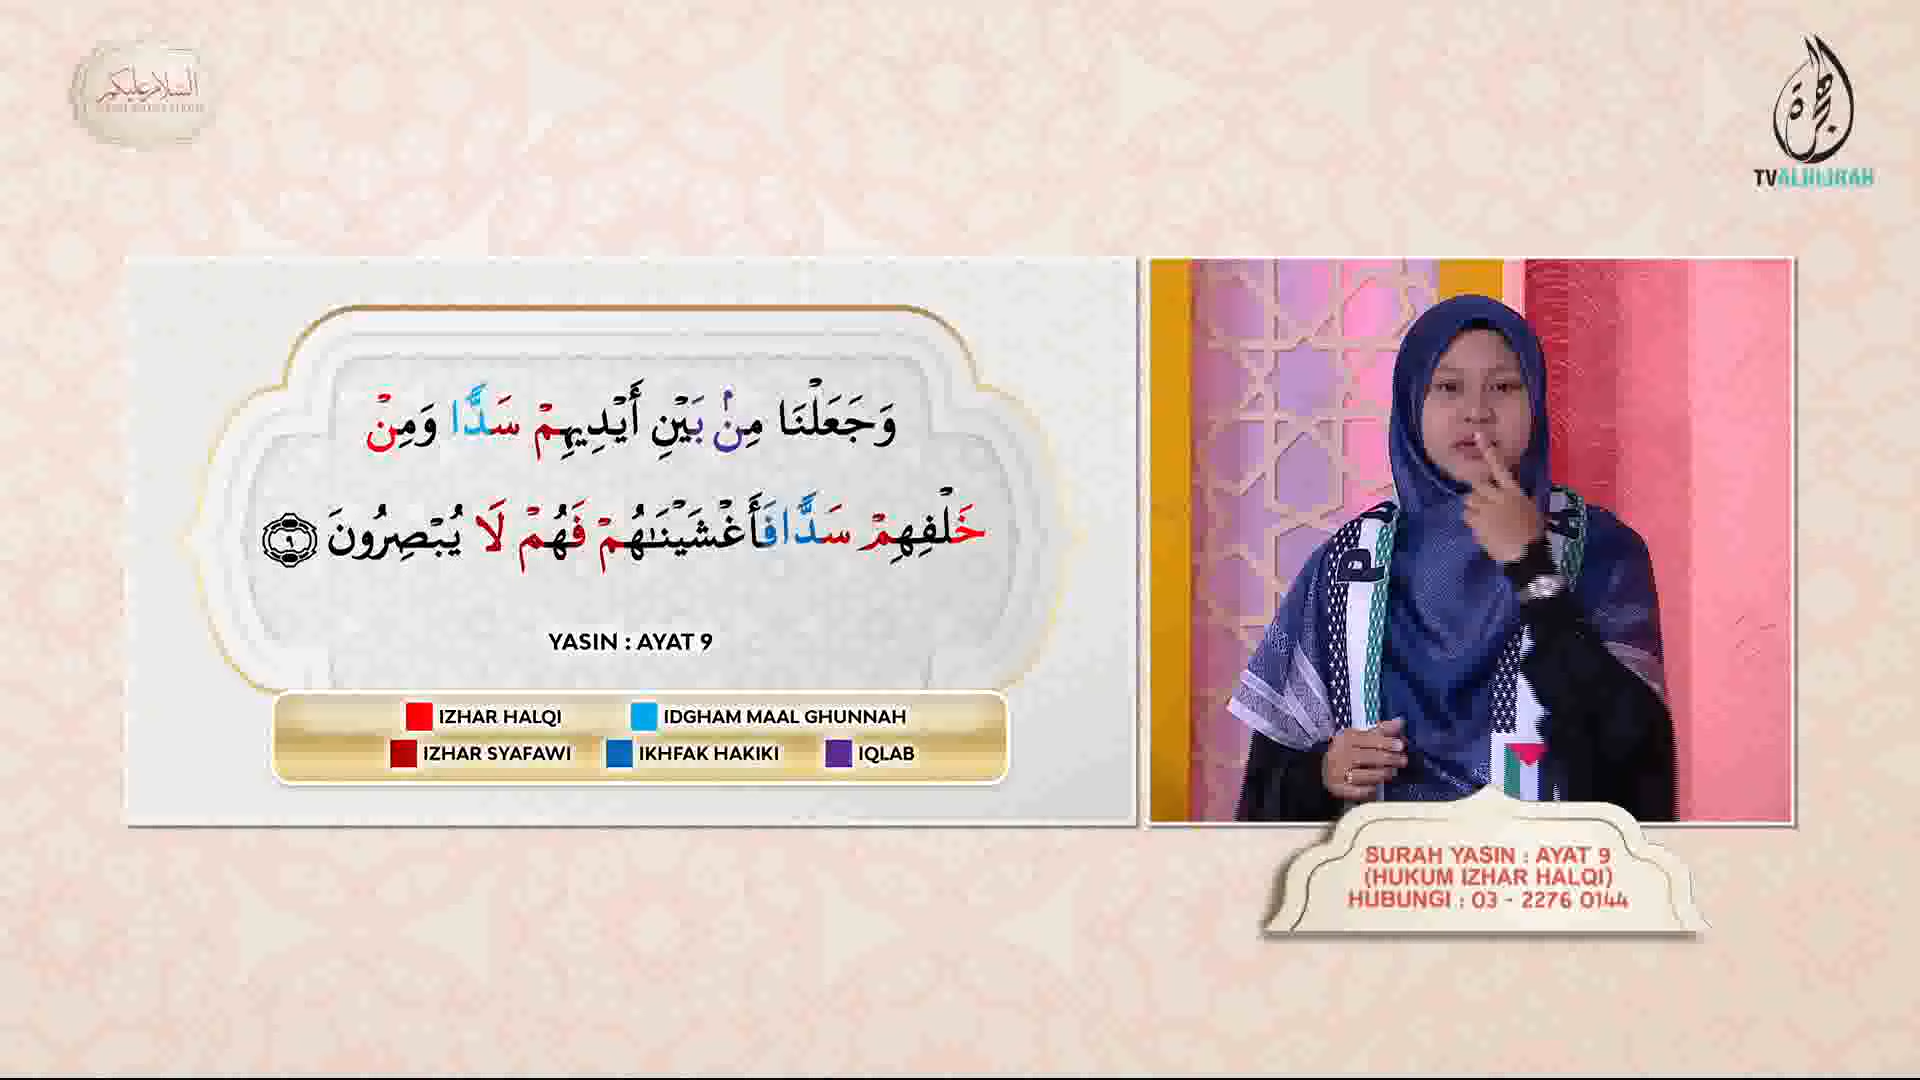 السلام عليكم
الهجرة
TVALHIJRAH
وَجَعَلْنَا مِنۢ بَيْنِ أَيْدِيهِمْ سَدًّا وَمِنْ
خَلْفِهِمْ سَدًّا فَأَغْشَيْنَـٰهُمْ فَهُمْ لَا يُبْصِرُونَ ٩
YASIN : AYAT 9
IZHAR HALQI IDGHAM MAAL GHUNNAH
IZHAR SYAFAWI IKHFAK HAKIKI IQLAB
SURAH YASIN : AYAT 9
(HUKUM IZHAR HALQI)
HUBUNGI : 03 - 2276 0144